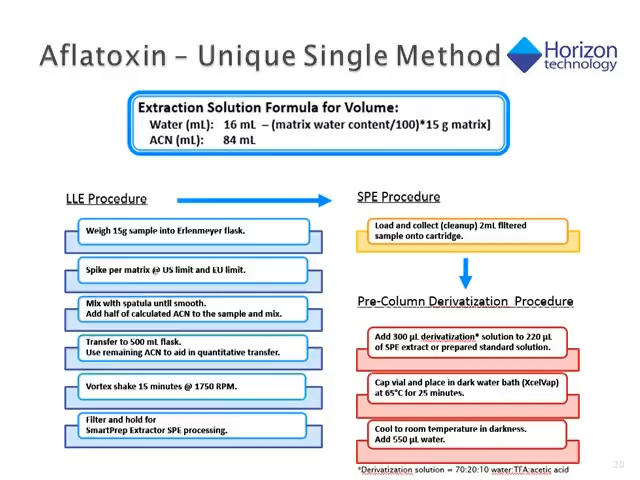 Aflatoxin – Unique Single Method
Horizon
technology
Extraction Solution Formula for Volume:
Water (mL): 16 mL –(matrix water content/100)*15 g matrix]
ACN (mL): 84 mL
LLE Procedure
Weigh 15g sample into Erlenmeyer flask.
Spike per matrix @ US limit and EU limit.
Mix with spatula until smooth.
Add half of calculated ACN to the sample and mix.
Transfer to 500 mL flask.
Use remaining ACN to aid in quantitative transfer.
Vortex shake 15 minutes @ 1750 RPM.
Filter and hold for
SmartPrep Extractor SPE processing.
SPE Procedure
Load and collect (cleanup) 2mL filtered
sample onto cartridge.
Pre-Column Derivatization Procedure
Add 300 µL derivatization* solution to 220 µL
of SPE extract or prepared standard solution.
Cap vial and place in dark water bath (XcelVap)
at 65°C for 25 minutes.
Cool to room temperature in darkness.
Add 550 µL water.
*Derivatization solution = 70:20:10 water:TFA:acetic acid
20